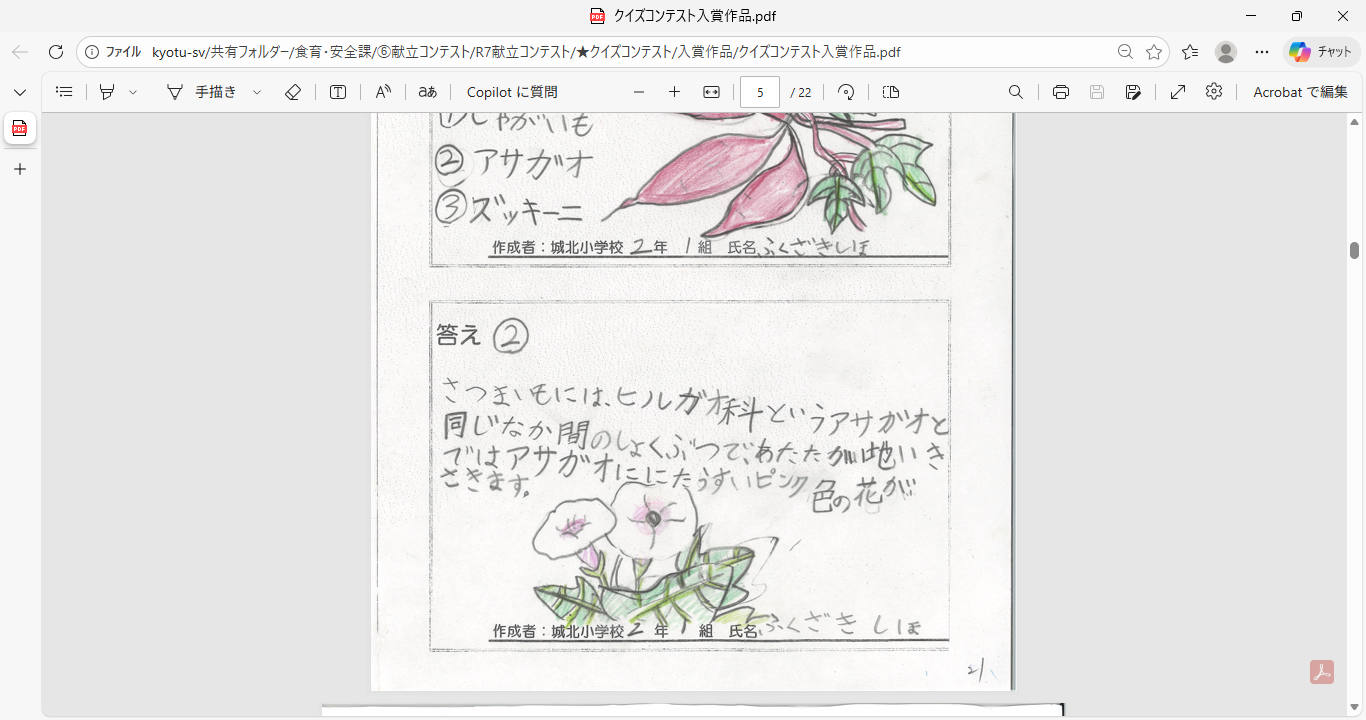 クイズコンテスト入賞作品.pdf
ファイル kyotu-sv/共有フォルダー/食育・安全課/⑥献立コンテスト/R7献立コンテスト/★クイズコンテスト/入賞作品/クイズコンテスト入賞作品.pdf
チャット
手描き
aあ
Copilot に質問
5 / 22
Acrobat で編集
①じゃがいも
②アサガオ
③ズッキーニ
作成者：城北小学校 2年 1組 氏名 ふくざきしほ
答え ②
さつまいもには、ヒルガオ科というアサガオと
同じなか間のしょくぶつで、あたたかい地いき
ではアサガオににたうすいピンク色の花が
さきます。
作成者：城北小学校 2年 1組 氏名 ふくざき しほ
21